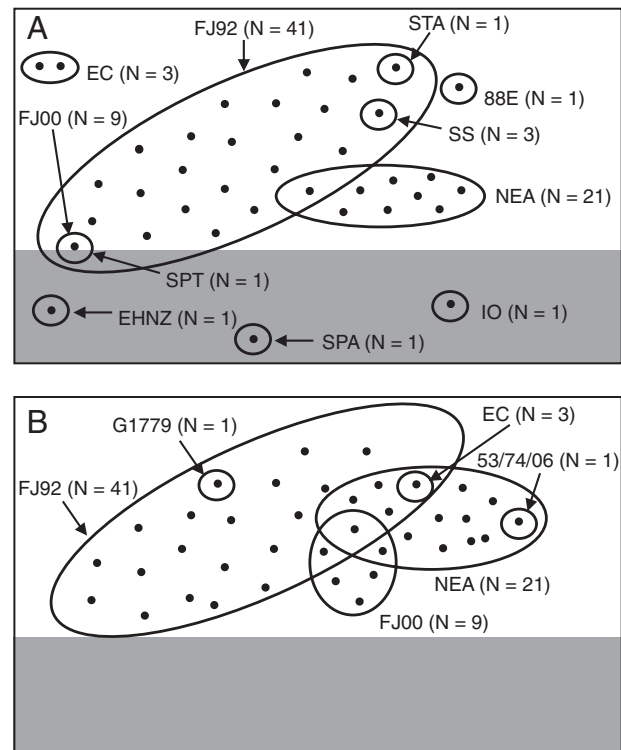 A
FJ92 (N = 41)
STA (N = 1)
EC (N = 3)
88E (N = 1)
FJ00 (N = 9)
SS (N = 3)
NEA (N = 21)
SPT (N = 1)
EHNZ (N = 1)
IO (N = 1)
SPA (N = 1)
B
G1779 (N = 1)
EC (N = 3)
53/74/06 (N = 1)
FJ92 (N = 41)
NEA (N = 21)
FJ00 (N = 9)